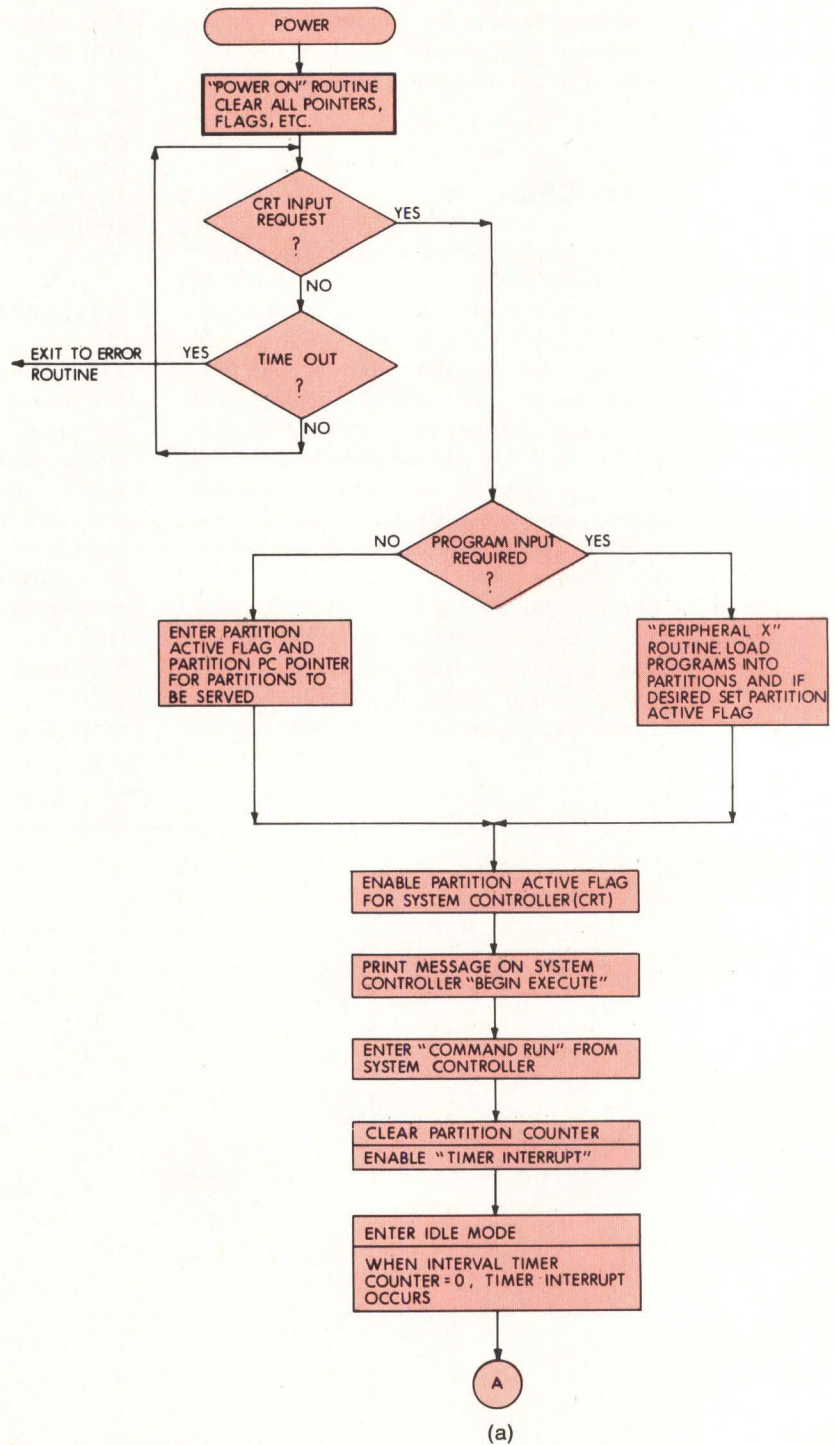 POWER
"POWER ON" ROUTINE
CLEAR ALL POINTERS,
FLAGS, ETC.
CRT INPUT
REQUEST
?
YES
NO
EXIT TO ERROR
ROUTINE
YES
TIME OUT
?
NO
NO
PROGRAM INPUT
REQUIRED
?
YES
ENTER PARTITION
ACTIVE FLAG AND
PARTITION PC POINTER
FOR PARTITIONS TO
BE SERVED
"PERIPHERAL X"
ROUTINE. LOAD
PROGRAMS INTO
PARTITIONS AND IF
DESIRED SET PARTITION
ACTIVE FLAG
ENABLE PARTITION ACTIVE FLAG
FOR SYSTEM CONTROLLER (CRT)
PRINT MESSAGE ON SYSTEM
CONTROLLER "BEGIN EXECUTE"
ENTER "COMMAND RUN" FROM
SYSTEM CONTROLLER
CLEAR PARTITION COUNTER
ENABLE "TIMER INTERRUPT"
ENTER IDLE MODE
WHEN INTERVAL TIMER
COUNTER = 0, TIMER INTERRUPT
OCCURS
A
(a)